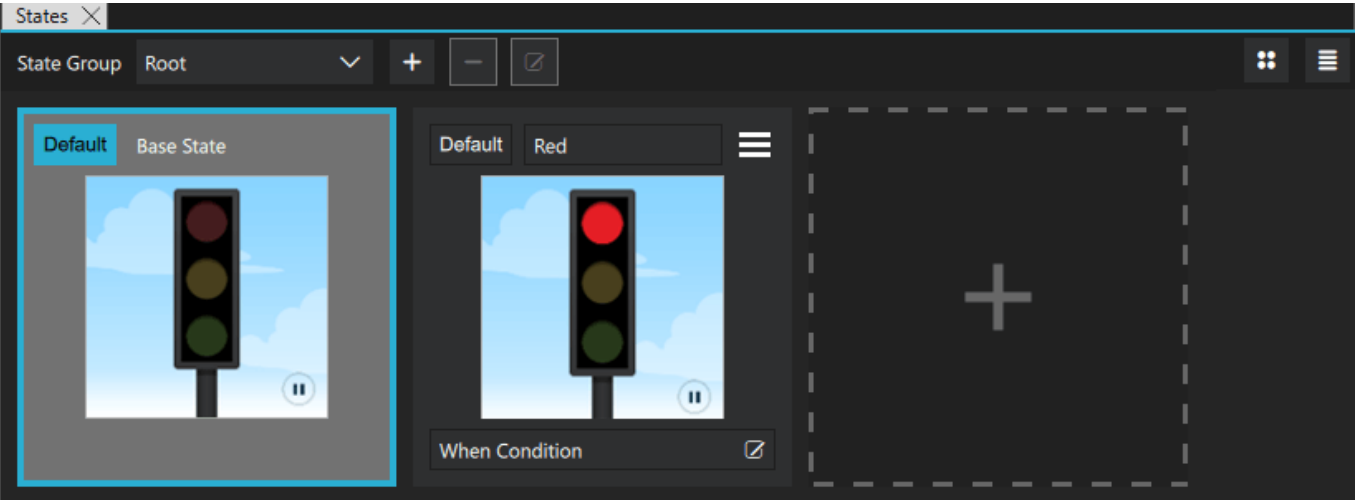 States
State Group Root
Default Base State
Default Red
When Condition